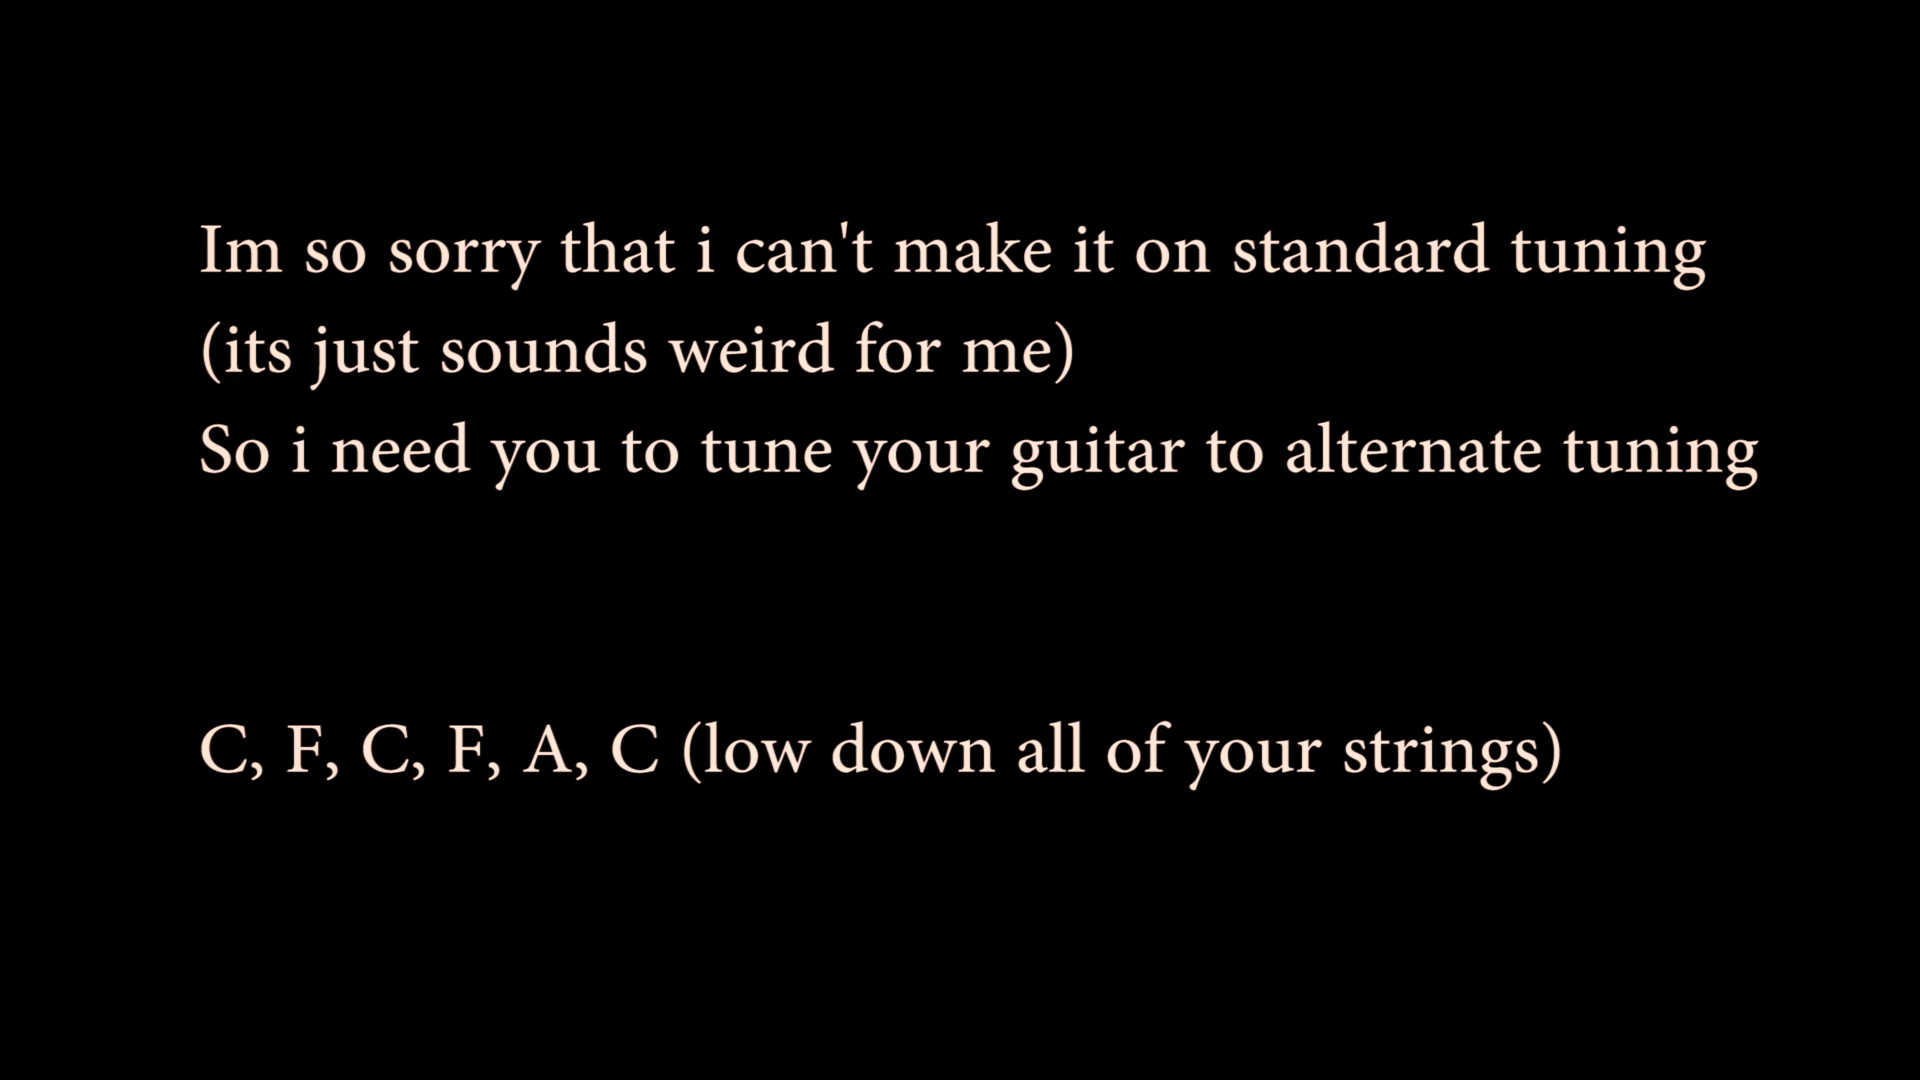 Im so sorry that i can't make it on standard tuning
(its just sounds weird for me)
So i need you to tune your guitar to alternate tuning
C, F, C, F, A, C (low down all of your strings)